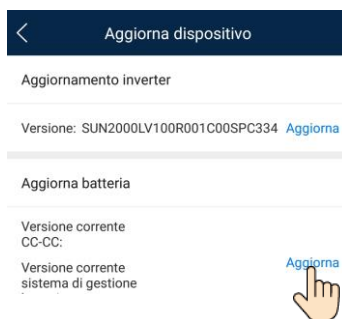 Aggiorna dispositivo
Aggiornamento inverter
Versione: SUN2000LV100R001C00SPC334 Aggiorna
Aggiorna batteria
Versione corrente
CC-CC:
Versione corrente
sistema di gestione
Aggiorna